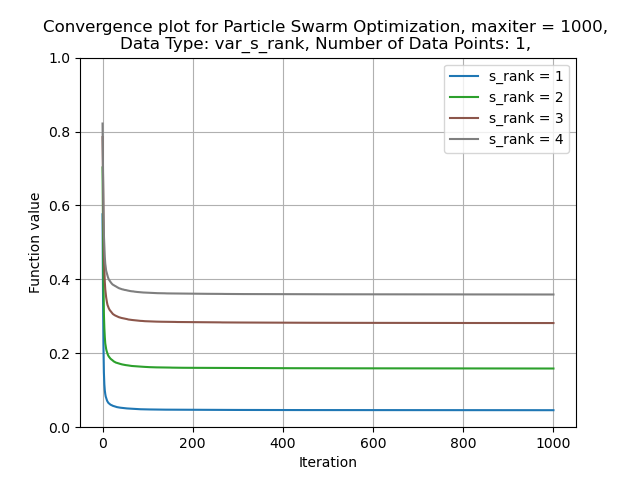 Convergence plot for Particle Swarm Optimization, maxiter = 1000,
Data Type: var_s_rank, Number of Data Points: 1,
s_rank = 1
s_rank = 2
s_rank = 3
s_rank = 4
Function value
1.0
0.8
0.6
0.4
0.2
0.0
0 200 400 600 800 1000
Iteration